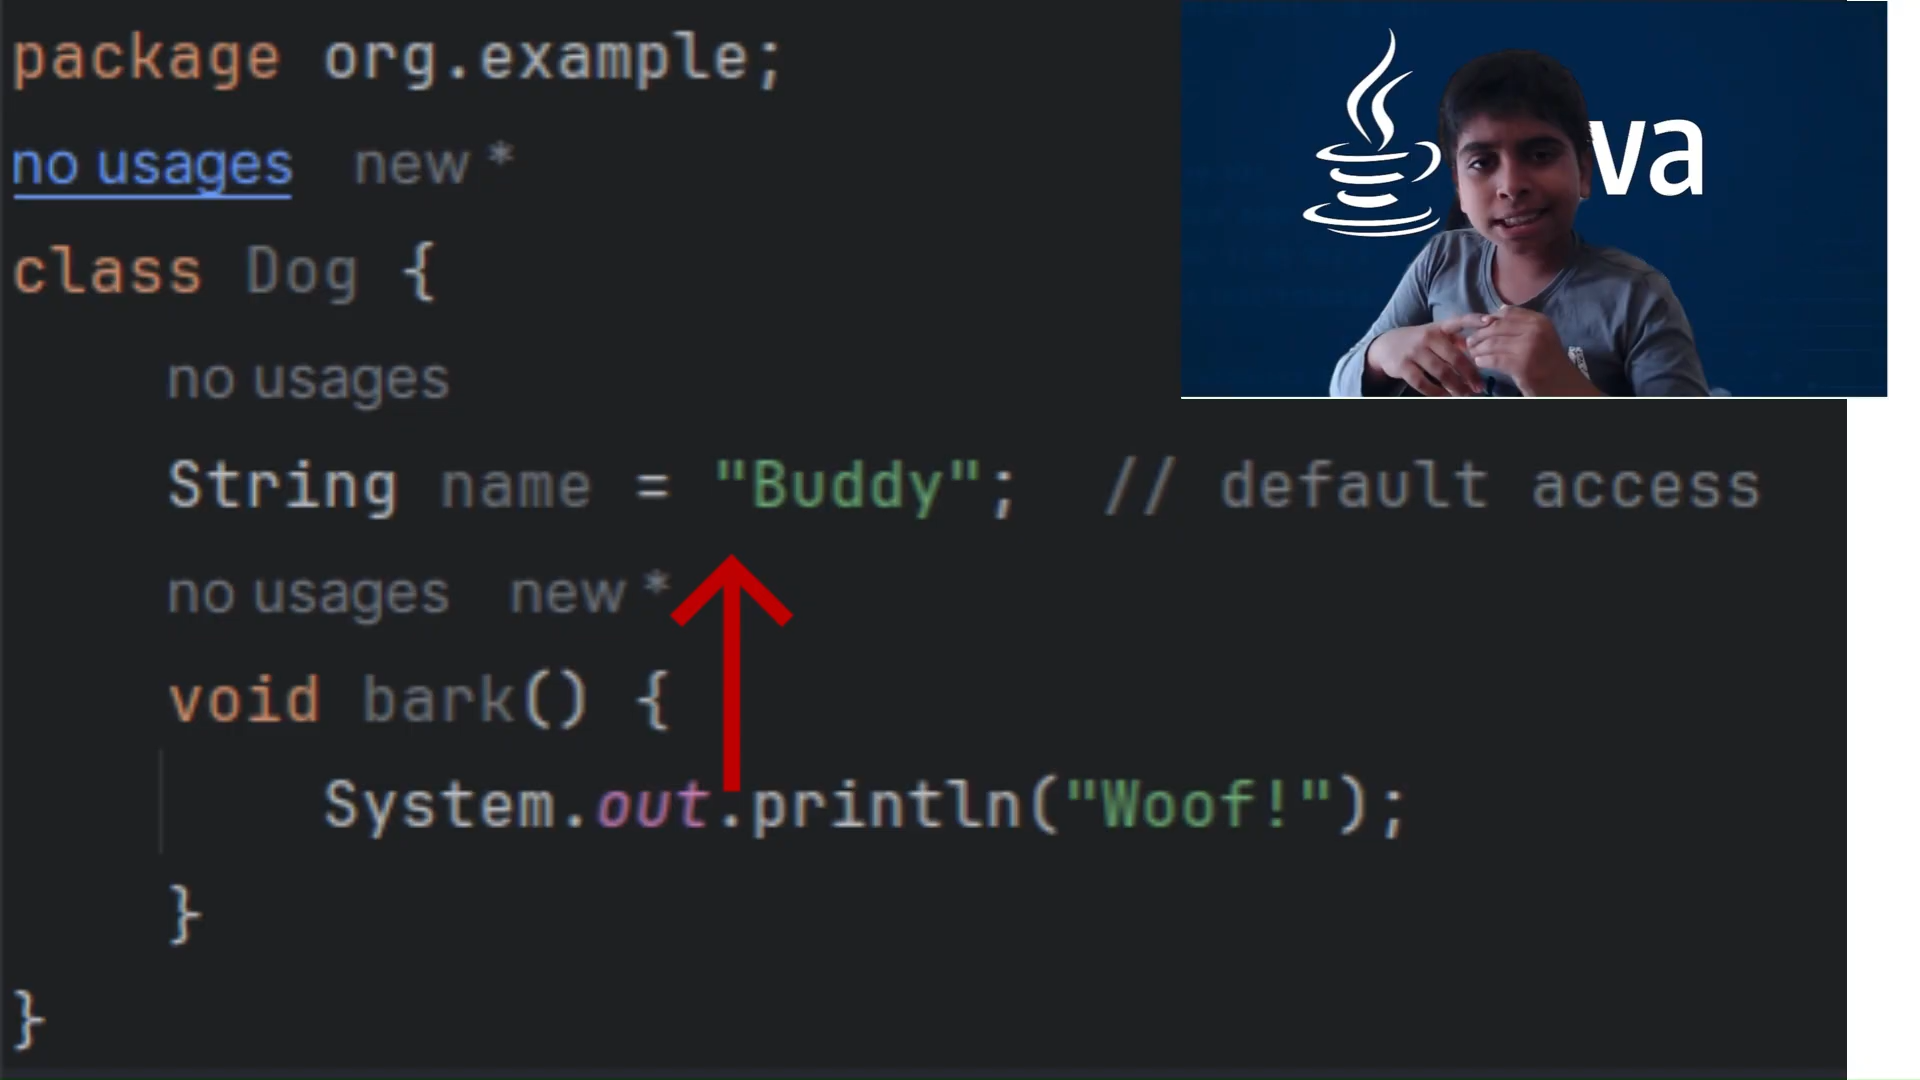 package org.example;
no usages new *
class Dog {
no usages
String name = "Buddy"; // default access
no usages new *
void bark() {
System.out.println("Woof!");
}
}
va